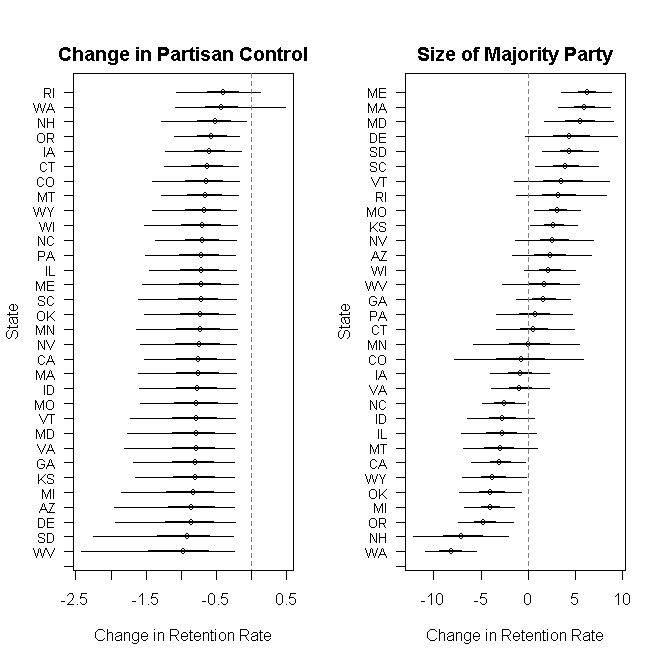 Change in Partisan Control
RI
WA
NH
OR
IA
CT
CO
MT
WY
WI
NC
PA
IL
ME
SC
OK
MN
NV
CA
MA
ID
MO
VT
MD
VA
GA
KS
MI
AZ
DE
SD
WV
State
-2.5
-1.5
-0.5
0.5
Change in Retention Rate
Size of Majority Party
ME
MA
MD
DE
SD
SC
VT
RI
MO
KS
NV
AZ
WI
WV
GA
PA
CT
MN
CO
IA
VA
NC
ID
IL
MT
CA
WY
OK
MI
OR
NH
WA
State
-10
-5
0
5
10
Change in Retention Rate